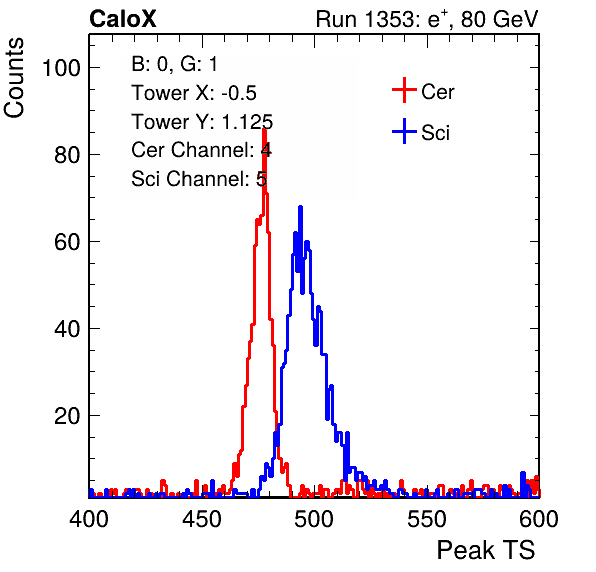 CaloX Run 1353: e⁺, 80 GeV
Counts
100
80
60
40
20
B: 0, G: 1
Tower X: -0.5
Tower Y: 1.125
Cer Channel: 4
Sci Channel: 5
Cer
Sci
400 450 500 550 600
Peak TS